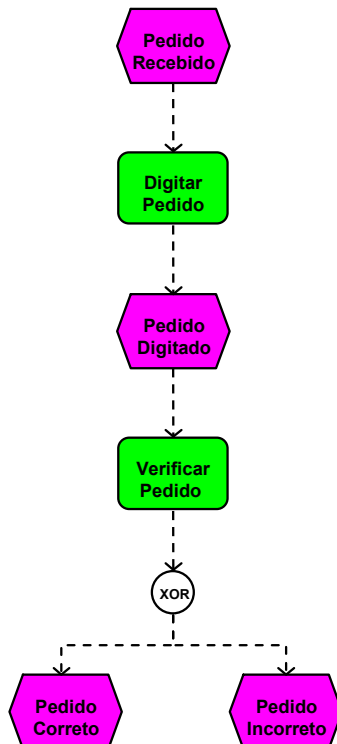 Pedido
Recebido
Digitar
Pedido
Pedido
Digitado
Verificar
Pedido
XOR
Pedido
Correto
Pedido
Incorreto